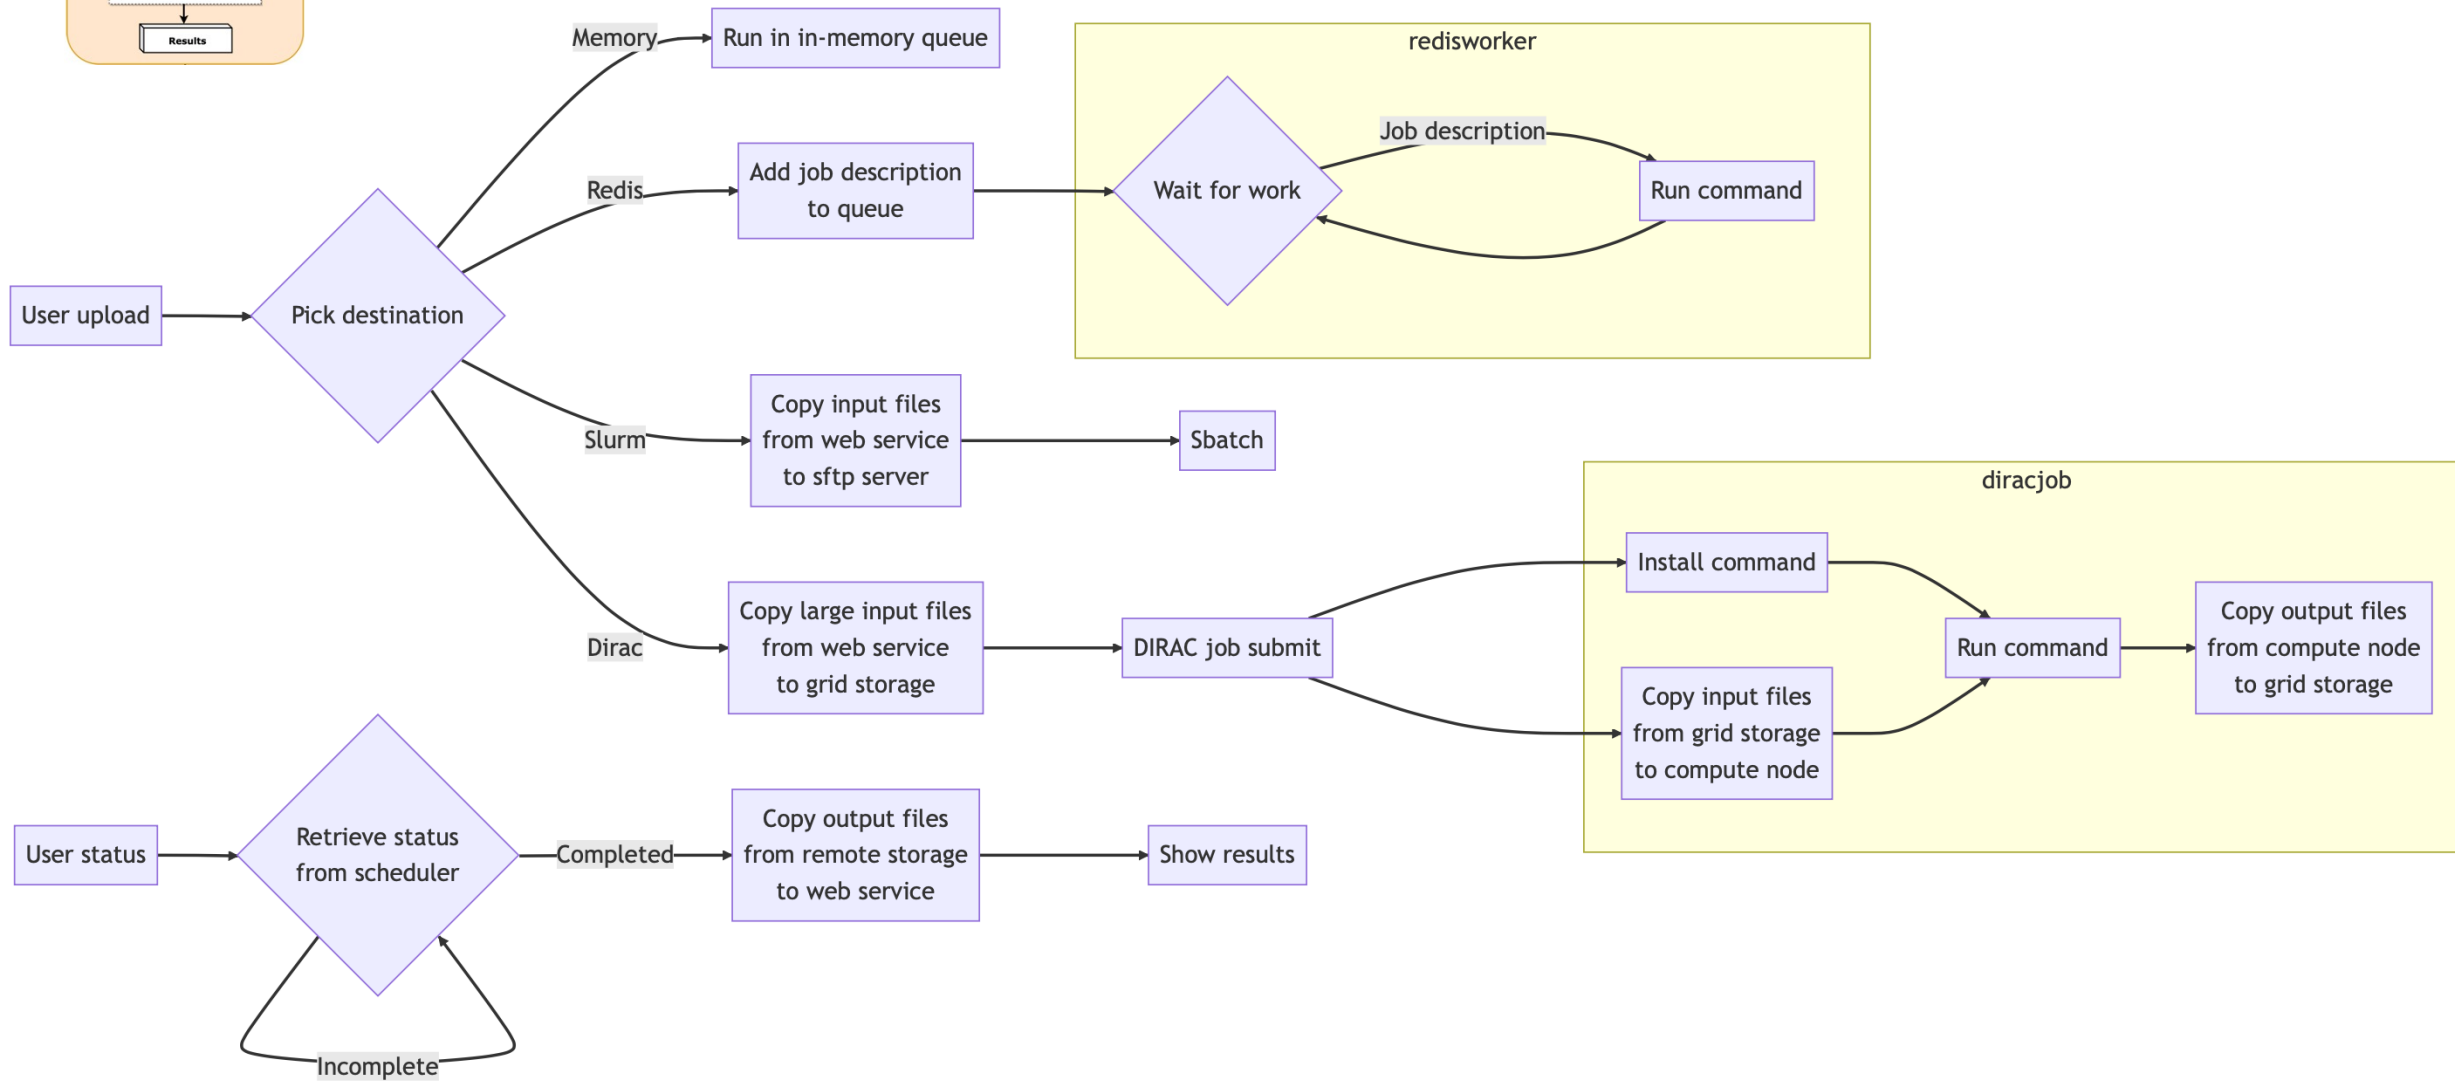 Results
Memory
Run in in-memory queue
redisworker
Job description
Redis
Add job description
to queue
Wait for work
Run command
User upload
Pick destination
Slurm
Copy input files
from web service
to sftp server
Sbatch
diracjob
Install command
Dirac
Copy large input files
from web service
to grid storage
DIRAC job submit
Copy input files
from grid storage
to compute node
Run command
Copy output files
from compute node
to grid storage
User status
Retrieve status
from scheduler
Completed
Copy output files
from remote storage
to web service
Show results
Incomplete